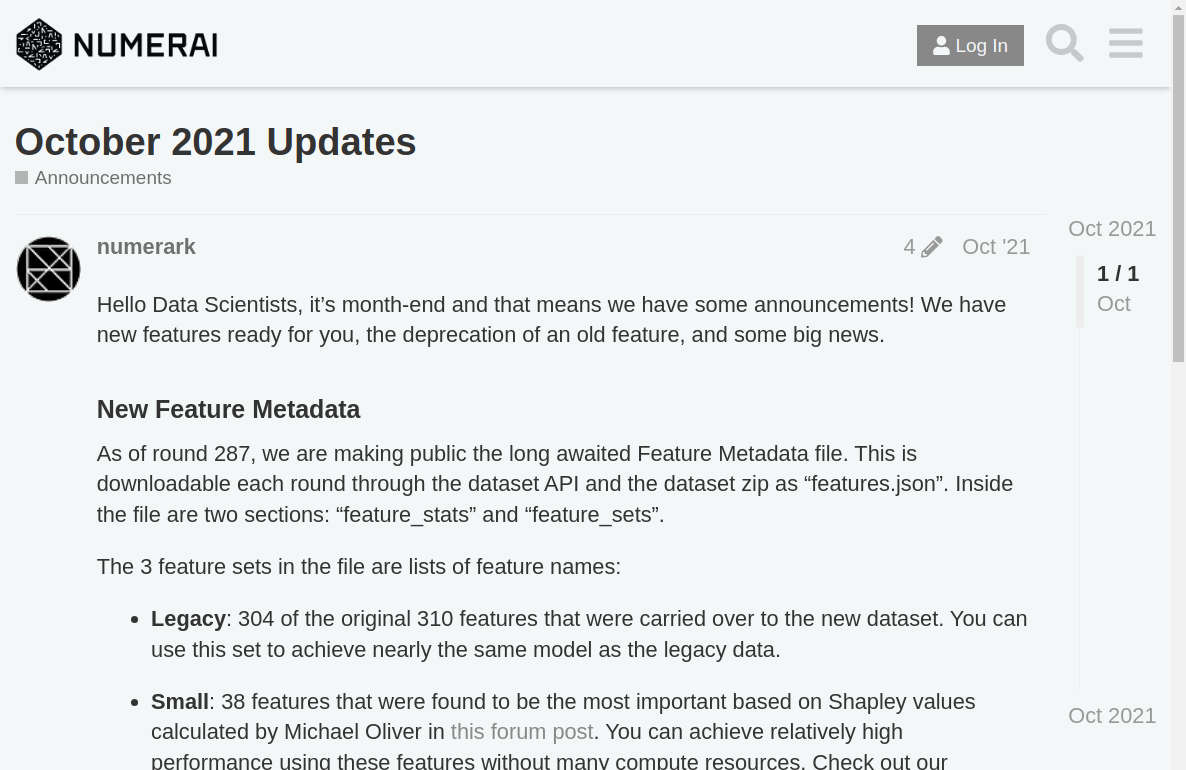 NUMERAI
Log In
October 2021 Updates
Announcements
numerark
4
Oct '21
Oct 2021
1 / 1
Oct
Hello Data Scientists, it’s month-end and that means we have some announcements! We have
new features ready for you, the deprecation of an old feature, and some big news.
New Feature Metadata
As of round 287, we are making public the long awaited Feature Metadata file. This is
downloadable each round through the dataset API and the dataset zip as “features.json”. Inside
the file are two sections: “feature_stats” and “feature_sets”.
The 3 feature sets in the file are lists of feature names:
Legacy: 304 of the original 310 features that were carried over to the new dataset. You can
use this set to achieve nearly the same model as the legacy data.
Small: 38 features that were found to be the most important based on Shapley values
calculated by Michael Oliver in this forum post. You can achieve relatively high
performance using these features without many compute resources. Check out our
Oct 2021